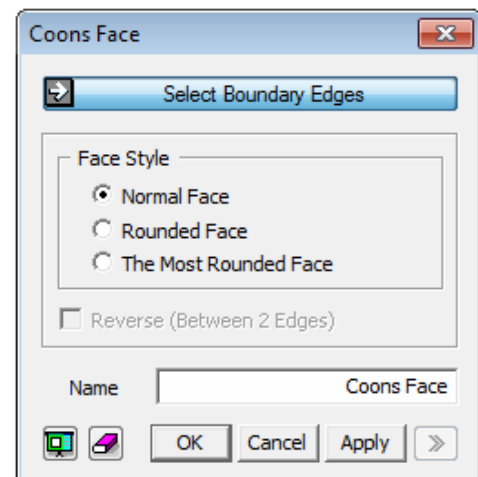 Coons Face
Select Boundary Edges
Face Style
Normal Face
Rounded Face
The Most Rounded Face
Reverse (Between 2 Edges)
Name Coons Face
OK Cancel Apply